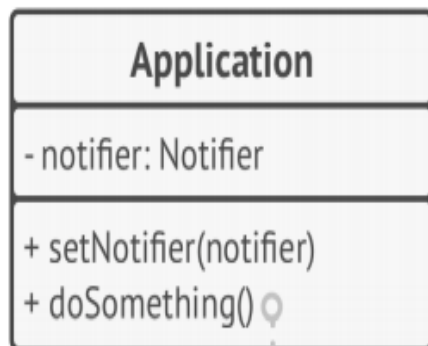 Application
- notifier: Notifier
+ setNotifier(notifier)
+ doSomething()